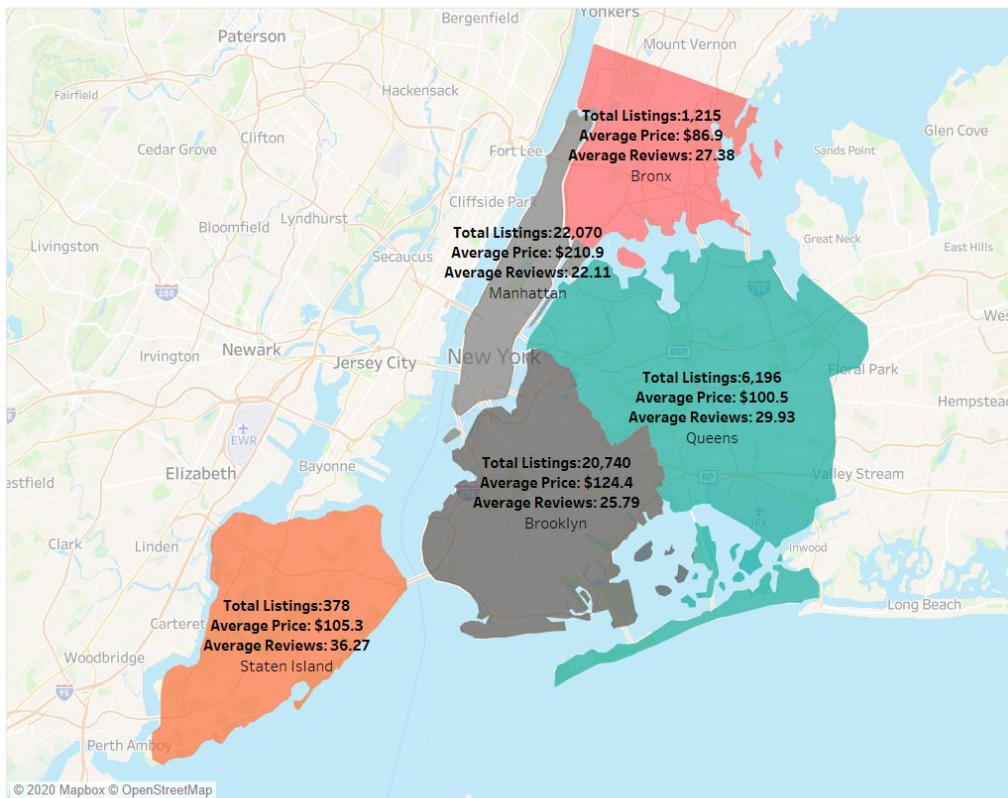 Yonkers
Bergenfield
Paterson
Mount Vernon
Fairfield
Hackensack
Total Listings:1,215
Average Price: $86.9
Average Reviews: 27.38
Bronx
Clifton
Cedar Grove
Fort Lee
Sands Point
Glen Cove
Cliffside Park
Lyndhurst
Bloomfield
Livingston
Secaucus
Great Neck
East Hills
Total Listings:22,070
Average Price: $210.9
Average Reviews: 22.11
Manhattan
280
Irvington
Newark
Jersey City
New York
GCP
Floral Park
Hempstead
Total Listings:6,196
Average Price: $100.5
Average Reviews: 29.93
Queens
EWR
Elizabeth
Bayonne
Total Listings:20,740
Average Price: $124.4
Average Reviews: 25.79
Brooklyn
278
BP
Valley Stream
JFK
estfield
Clark
Linden
Inwood
Long Beach
Total Listings:378
Average Price: $105.3
Average Reviews: 36.27
Staten Island
Carteret
Woodbridge
95
Perth Amboy
© 2020 Mapbox © OpenStreetMap